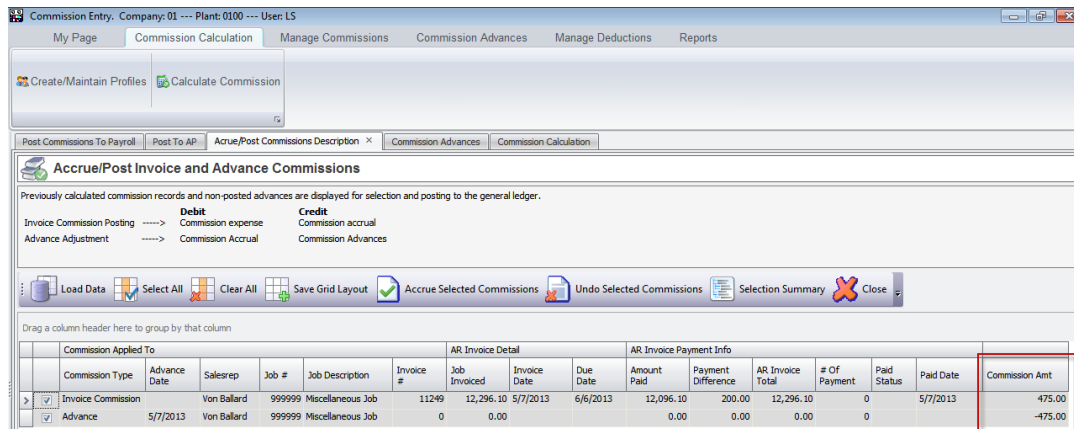 Commission Entry. Company: 01 --- Plant: 0100 --- User: LS
My Page Commission Calculation Manage Commissions Commission Advances Manage Deductions Reports
Create/Maintain Profiles Calculate Commission
Post Commissions To Payroll Post To AP Acrue/Post Commissions Description × Commission Advances Commission Calculation
Accrue/Post Invoice and Advance Commissions
Previously calculated commission records and non-posted advances are displayed for selection and posting to the general ledger.
Debit Credit
Invoice Commission Posting -----> Commission expense Commission accrual
Advance Adjustment -----> Commission Accrual Commission Advances
Load Data Select All Clear All Save Grid Layout Accrue Selected Commissions Undo Selected Commissions Selection Summary Close
Drag a column header here to group by that column
Commission Applied To AR Invoice Detail AR Invoice Payment Info
Commission Type Advance Date Salesrep Job # Job Description Invoice # Job Invoiced Invoice Date Due Date Amount Paid Payment Difference AR Invoice Total # Of Payment Paid Status Paid Date Commission Amt
Invoice Commission Von Ballard 999999 Miscellaneous Job 11249 12,296.10 5/7/2013 6/6/2013 12,096.10 200.00 12,296.10 0 5/7/2013 475.00
Advance 5/7/2013 Von Ballard 999999 Miscellaneous Job 0 0.00 0.00 0.00 0.00 0 -475.00